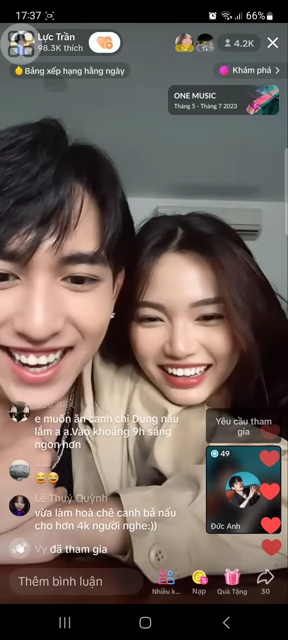 17:37
66%
Lực Trần
98.3K thích
4.2K
Bảng xếp hạng hằng ngày
Khám phá
ONE MUSIC
Tháng 5 - Tháng 7 2023
e muốn ăn canh chị Dung nấu
lắm a a.Vào khoảng 9h sáng
ngon hơn
Yêu cầu tham
gia
49
😂😂
Lê Thuý Quỳnh
vừa làm hoà chê canh bả nấu
cho hơn 4k người nghe:))
Đức Anh
Vy đã tham gia
Thêm bình luận
Nhiều k...
Nạp
Quà Tặng
30